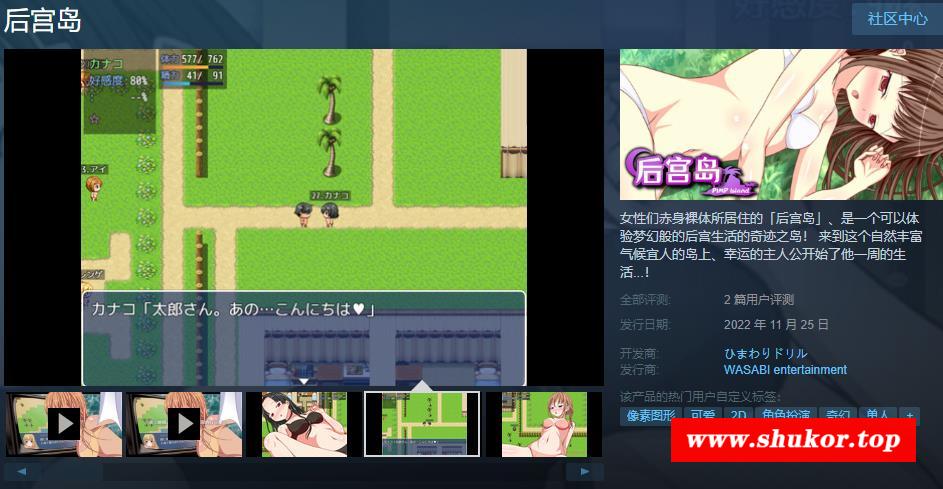 后宫岛
社区中心
カナコ
好感度:80%
--%
体力 577/ 762
精力 41/ 91
3.アイ
22.カナコ
カナコ「太郎さん。あの…こんにちは♥」
后宫岛
PIMP Island
女性们赤身裸体所居住的「后宫岛」、是一个可以体
验梦幻般的后宫生活的奇迹之岛！ 来到这个自然丰富
气候宜人的岛上、幸运的主人公开始了他一周的生
活...！
全部评测: 2 篇用户评测
发行日期: 2022 年 11 月 25 日
开发商: ひまわりドリル
发行商: WASABI entertainment
该产品的热门用户自定义标签:
像素图形 可爱 2D 角色扮演 奇幻 单人 +
www.shukor.top